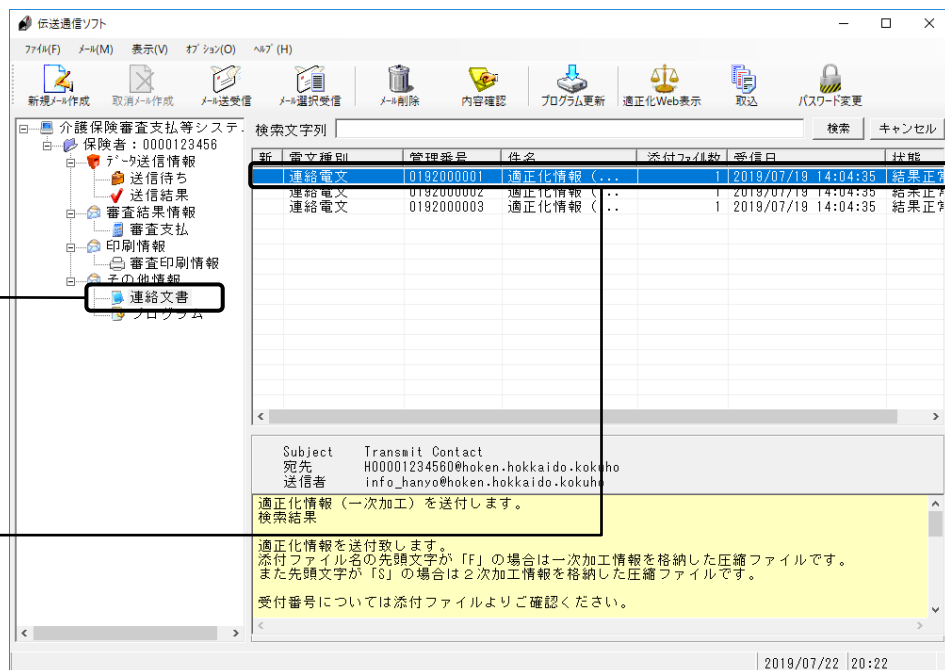 伝送通信ソフト
ファイル(F) メール(M) 表示(V) オプション(O) ヘルプ(H)
新規メール作成 取消メール作成 メール送受信 メール選択受信 メール削除 内容確認 プログラム更新 適正化Web表示 取込 パスワード変更
介護保険審査支払等システ.
保険者：0000123456
データ送信情報
送信待ち
送信結果
審査結果情報
審査支払
印刷情報
審査印刷情報
その他情報
連絡文書
プログラム
検索文字列 検索 キャンセル
新 電文種別 管理番号 件名 添付ファイル数 受信日 状態
連絡電文 0192000001 適正化情報（... 1 2019/07/19 14:04:35 結果正常
連絡電文 0192000002 適正化情報（... 1 2019/07/19 14:04:35 結果正常
連絡電文 0192000003 適正化情報（... 1 2019/07/19 14:04:35 結果正常
Subject Transmit Contact
宛先 H00001234560@hoken.hokkaido.kokuho
送信者 info_hanyo@hoken.hokkaido.kokuho
適正化情報（一次加工）を送付します。
検索結果
適正化情報を送付致します。
添付ファイル名の先頭文字が「F」の場合は一次加工情報を格納した圧縮ファイルです。
また先頭文字が「S」の場合は２次加工情報を格納した圧縮ファイルです。
受付番号については添付ファイルよりご確認ください。
2019/07/22 20:22